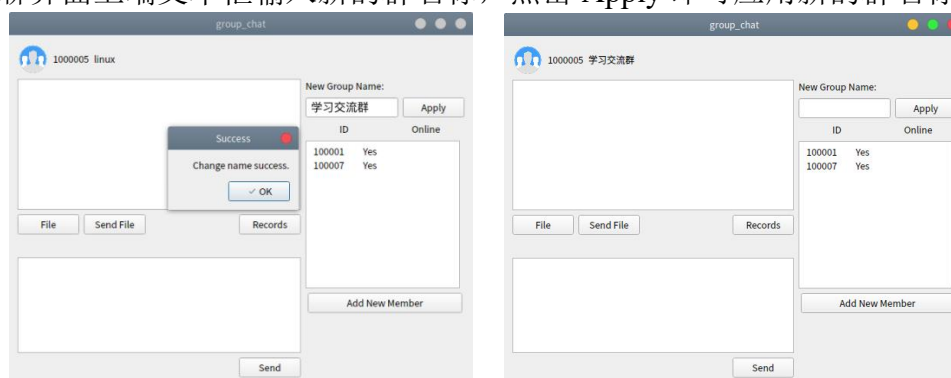 界面上端文本框输入新的群名称，点击 Apply 即可应用新的群名称
group_chat
1000005 linux
New Group Name:
学习交流群 Apply
ID Online
100001 Yes
100007 Yes
Success
Change name success.
OK
File Send File Records
Add New Member
Send
group_chat
1000005 学习交流群
New Group Name:
Apply
ID Online
100001 Yes
100007 Yes
File Send File Records
Add New Member
Send